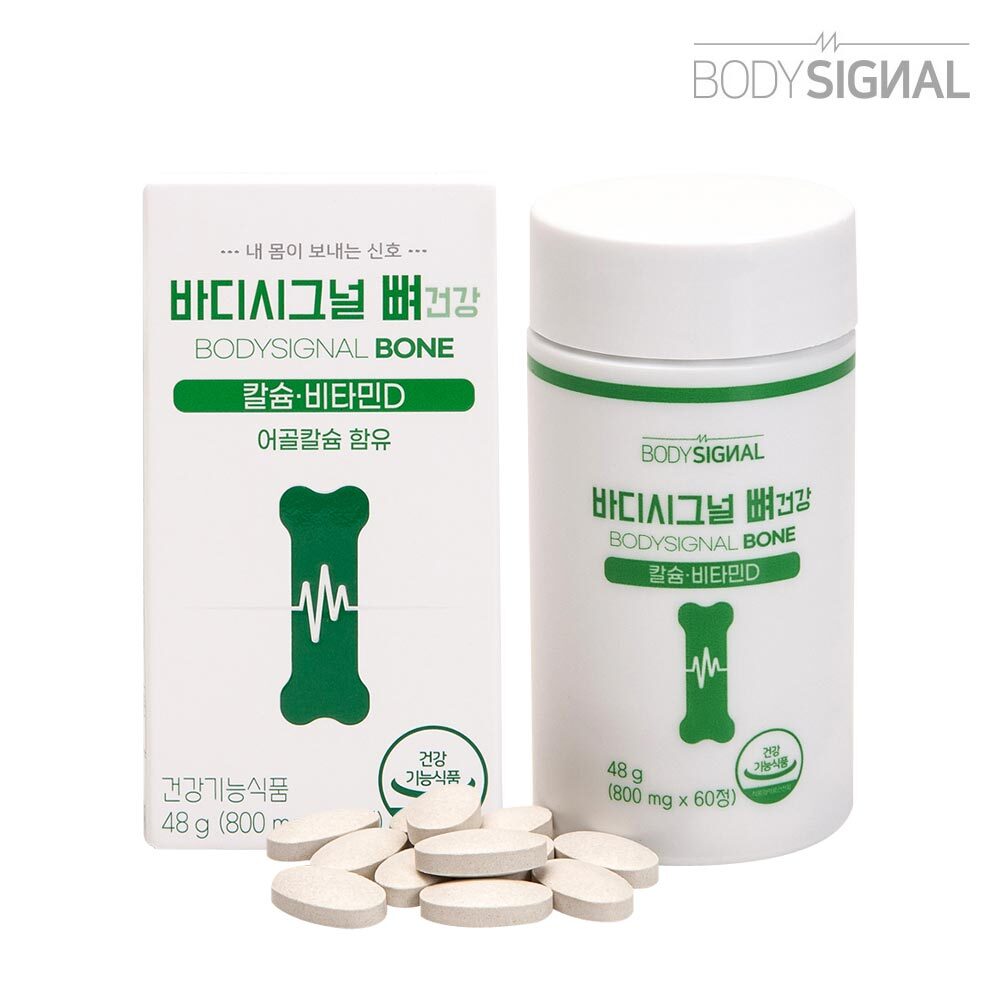 BODYSIGNAL
내 몸이 보내는 신호
바디시그널 뼈건강
BODYSIGNAL BONE
칼슘·비타민D
어골칼슘 함유
건강
기능식품
건강기능식품
48 g (800 m
BODYSIGNAL
바디시그널 뼈건강
BODYSIGNAL BONE
칼슘·비타민D
건강
기능식품
48 g
(800 mg x 60정)